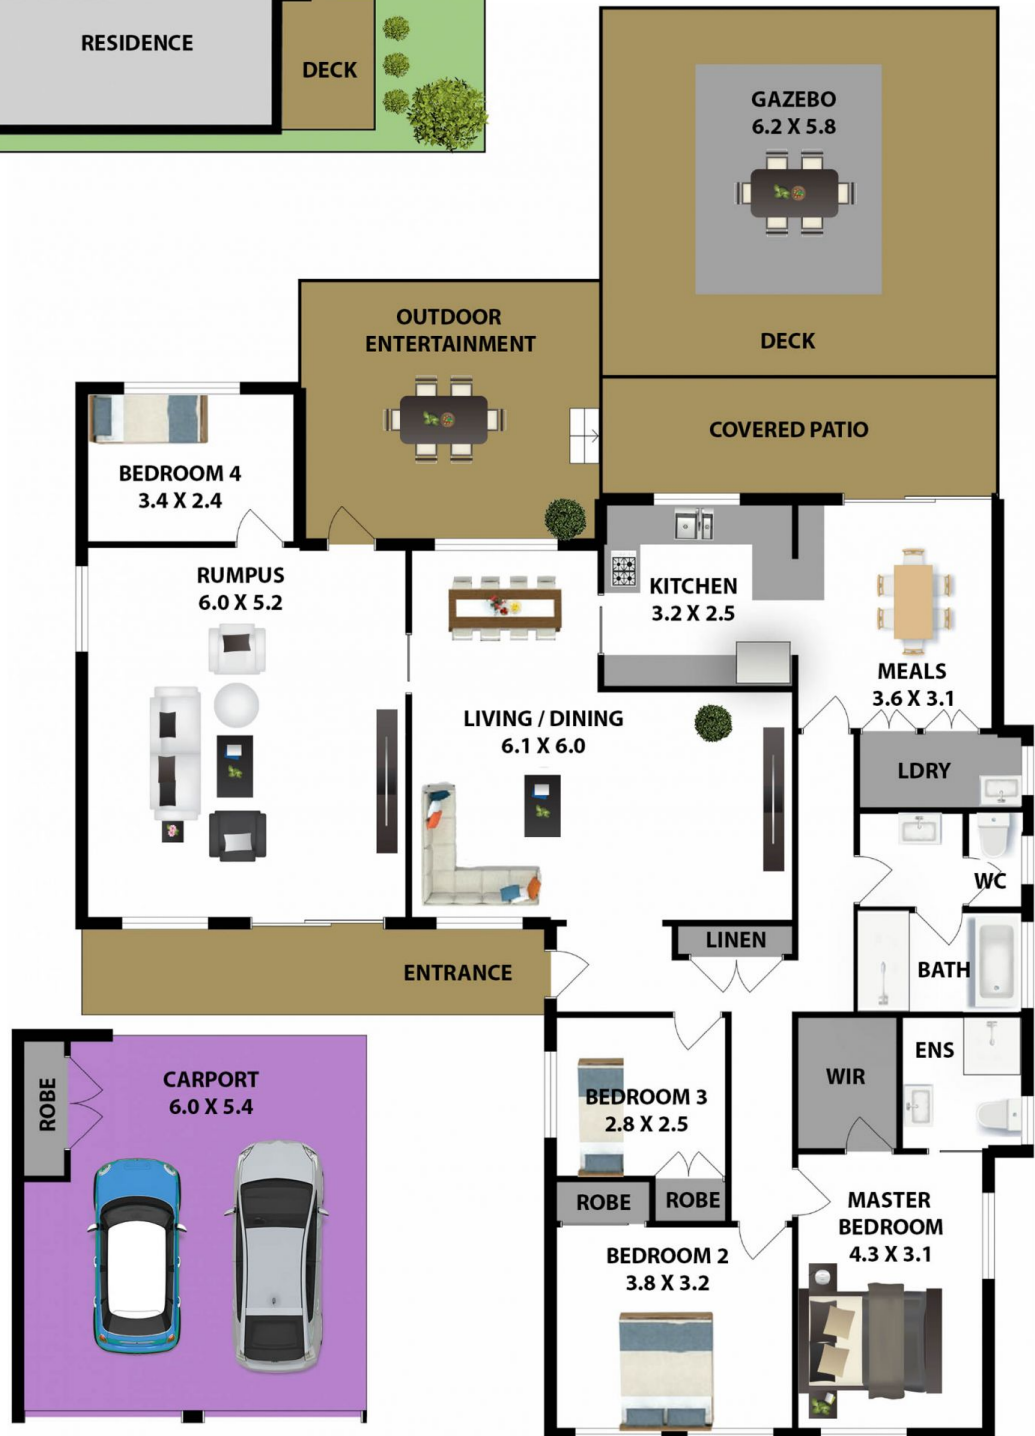 RESIDENCE
DECK
GAZEBO
6.2 X 5.8
DECK
OUTDOOR
ENTERTAINMENT
COVERED PATIO
BEDROOM 4
3.4 X 2.4
RUMPUS
6.0 X 5.2
KITCHEN
3.2 X 2.5
MEALS
3.6 X 3.1
LIVING / DINING
6.1 X 6.0
LDRY
WC
LINEN
BATH
ENTRANCE
ENS
WIR
ROBE
CARPORT
6.0 X 5.4
BEDROOM 3
2.8 X 2.5
ROBE
ROBE
MASTER
BEDROOM
4.3 X 3.1
BEDROOM 2
3.8 X 3.2